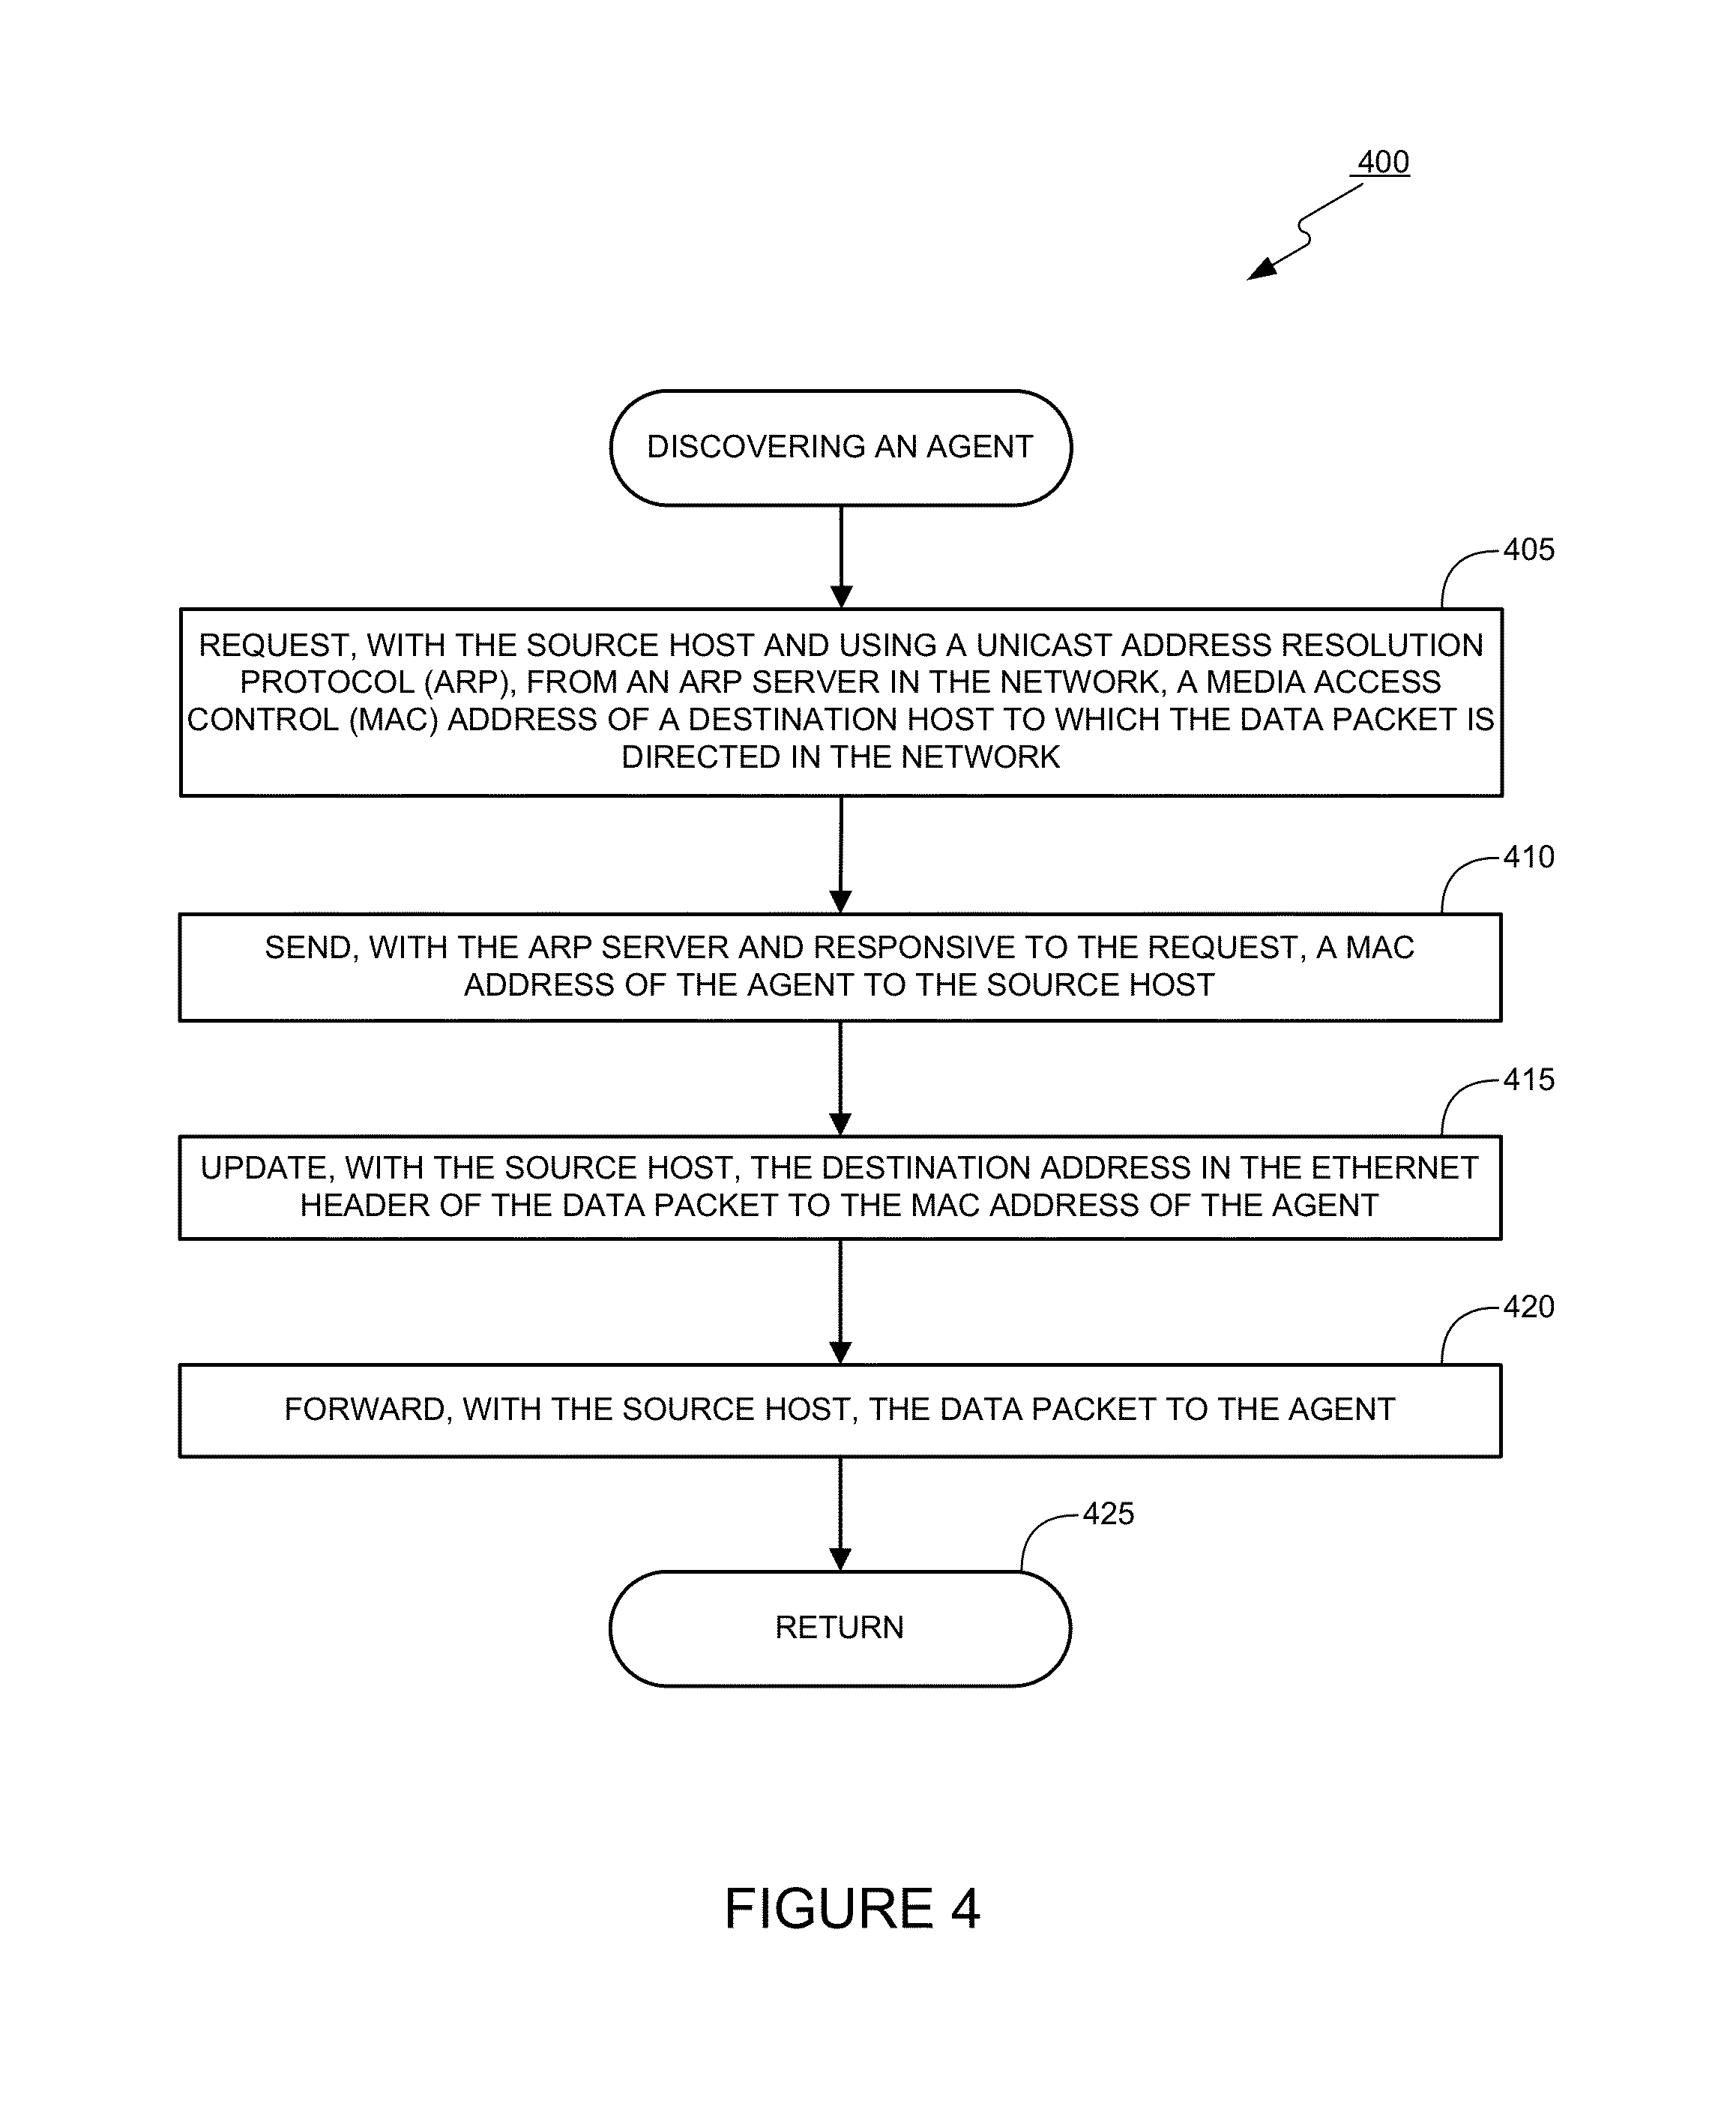 400
DISCOVERING AN AGENT
405
REQUEST, WITH THE SOURCE HOST AND USING A UNICAST ADDRESS RESOLUTION
PROTOCOL (ARP), FROM AN ARP SERVER IN THE NETWORK, A MEDIA ACCESS
CONTROL (MAC) ADDRESS OF A DESTINATION HOST TO WHICH THE DATA PACKET IS
DIRECTED IN THE NETWORK
410
SEND, WITH THE ARP SERVER AND RESPONSIVE TO THE REQUEST, A MAC
ADDRESS OF THE AGENT TO THE SOURCE HOST
415
UPDATE, WITH THE SOURCE HOST, THE DESTINATION ADDRESS IN THE ETHERNET
HEADER OF THE DATA PACKET TO THE MAC ADDRESS OF THE AGENT
420
FORWARD, WITH THE SOURCE HOST, THE DATA PACKET TO THE AGENT
425
RETURN
FIGURE 4